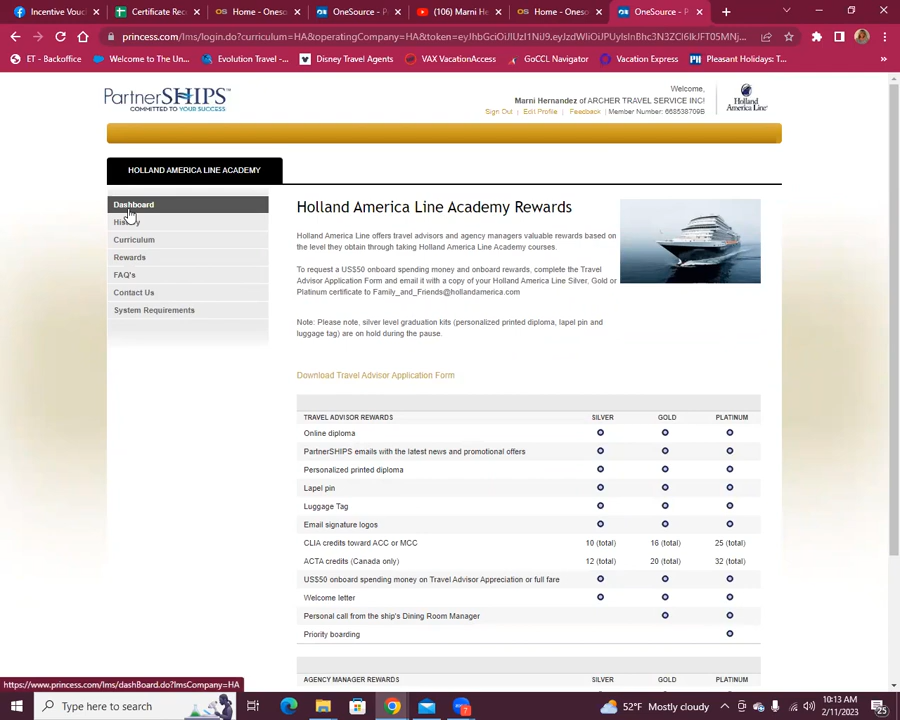 Incentive Vouc
Certificate Rec
Home - Oneso
OneSource - P
(106) Marni He
Home - Oneso
OneSource - P
princess.com/lms/login.do?curriculum=HA&operatingCompany=HA&token=
ET - Backoffice
Welcome to The Un...
Evolution Travel -...
Disney Travel Agents
VAX VacationAccess
GoCCL Navigator
Vacation Express
Pleasant Holidays: T...
PartnerSHIPS
COMMITTED TO YOUR SUCCESS
Welcome,
Marni Hernandez of ARCHER TRAVEL SERVICE INC!
Sign Out | Edit Profile | Feedback | Member Number: 668538709B
Holland
America Line
HOLLAND AMERICA LINE ACADEMY
Dashboard
History
Curriculum
Rewards
FAQ's
Contact Us
System Requirements
Holland America Line Academy Rewards
Holland America Line offers travel advisors and agency managers valuable rewards based on
the level they obtain through taking Holland America Line Academy courses.
To request a US$50 onboard spending money and onboard rewards, complete the Travel
Advisor Application Form and email it with a copy of your Holland America Line Silver, Gold or
Platinum certificate to Family_and_Friends@hollandamerica.com
Note: Please note, silver level graduation kits (personalized printed diploma, lapel pin and
luggage tag) are on hold during the pause.
Download Travel Advisor Application Form
TRAVEL ADVISOR REWARDS SILVER GOLD PLATINUM
Online diploma
PartnerSHIPS emails with the latest news and promotional offers
Personalized printed diploma
Lapel pin
Luggage Tag
Email signature logos
CLIA credits toward ACC or MCC 10 (total) 16 (total) 25 (total)
ACTA credits (Canada only) 12 (total) 20 (total) 32 (total)
US$50 onboard spending money on Travel Advisor Appreciation or full fare
Welcome letter
Personal call from the ship's Dining Room Manager
Priority boarding
AGENCY MANAGER REWARDS SILVER GOLD PLATINUM
https://www.princess.com/lms/dashBoard.do?lmsCompany=HA
Type here to search
52°F Mostly cloudy
10:13 AM
2/11/2023
25